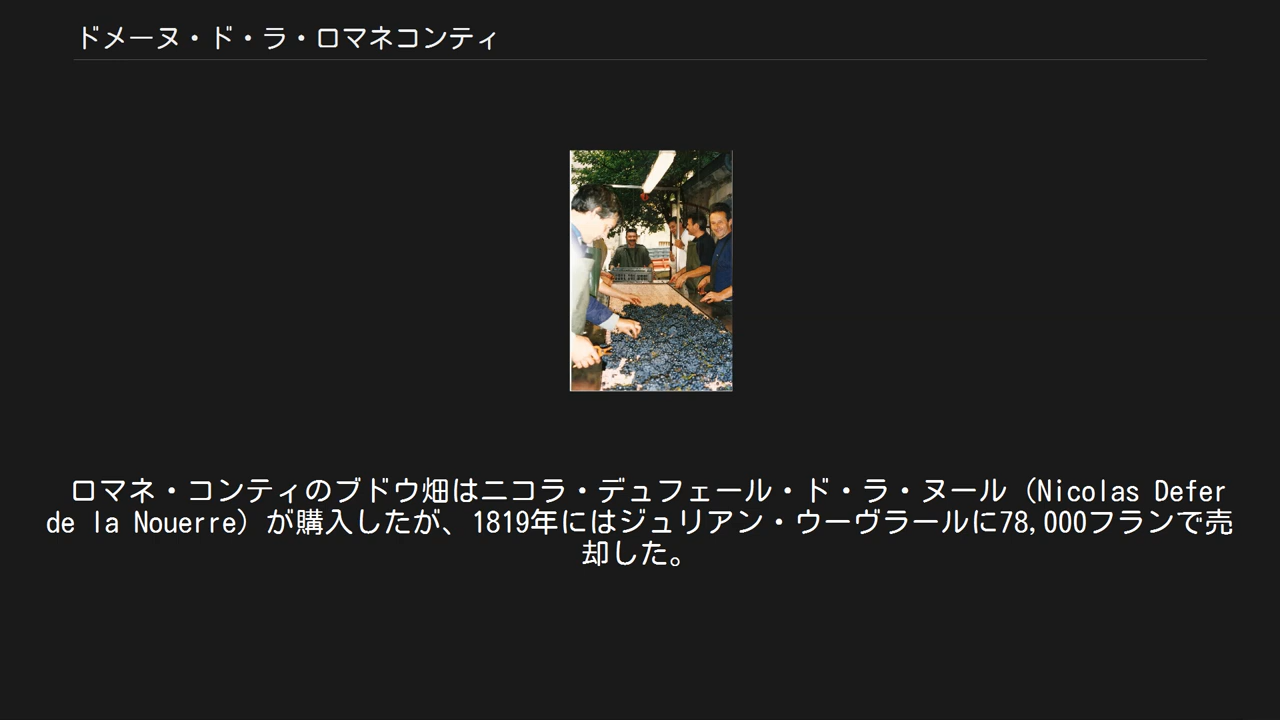 ドメーヌ・ド・ラ・ロマネコンティ
ロマネ・コンティのブドウ畑はニコラ・デュフェール・ド・ラ・ヌール（Nicolas Defer
de la Nouerre）が購入したが、1819年にはジュリアン・ウーヴラールに78,000フランで売
却した。